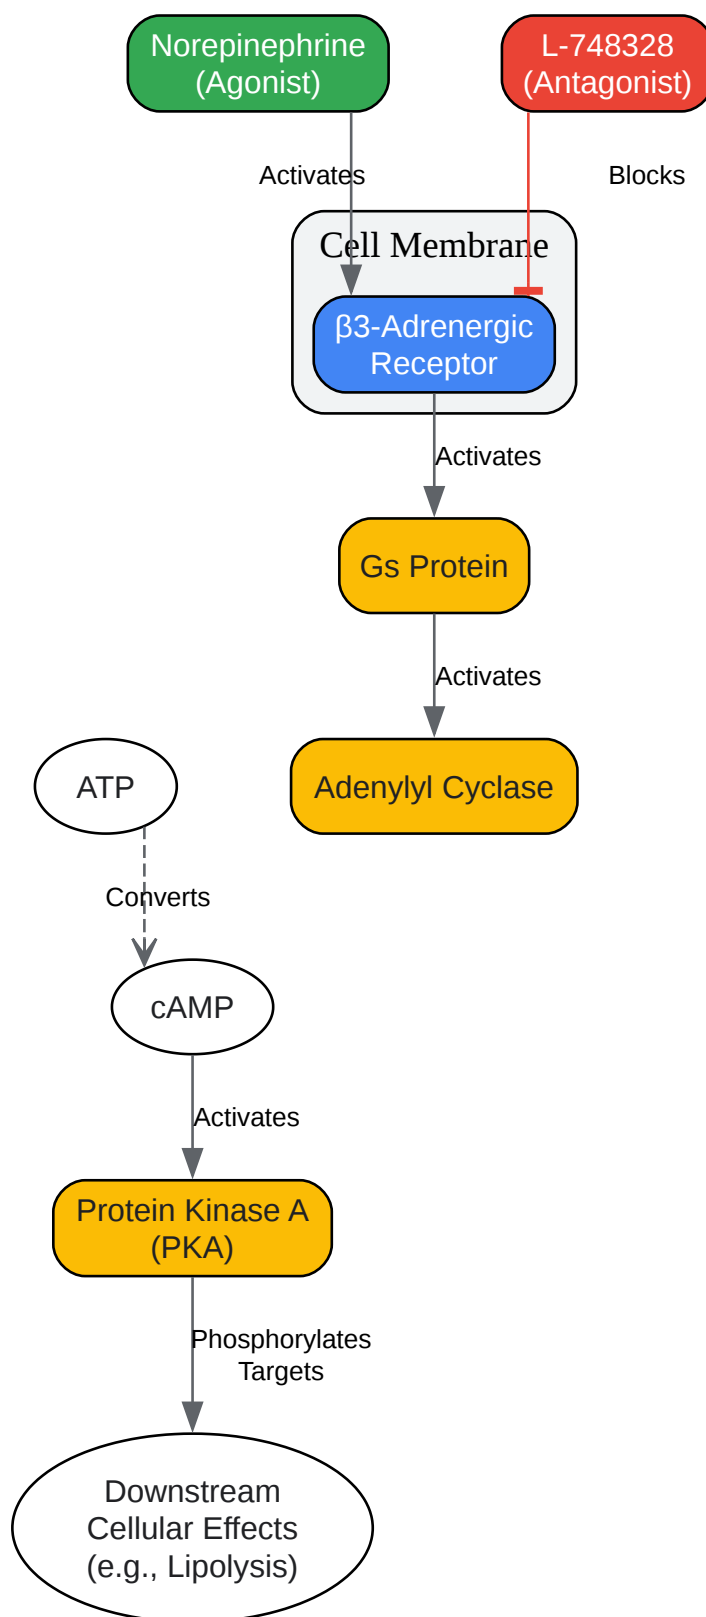 Norepinephrine
(Agonist)
L-748328
(Antagonist)
Activates
Blocks
Cell Membrane
β3-Adrenergic
Receptor
Activates
Gs Protein
Activates
ATP
Adenylyl Cyclase
Converts
cAMP
Activates
Protein Kinase A
(PKA)
Phosphorylates
Targets
Downstream
Cellular Effects
(e.g., Lipolysis)